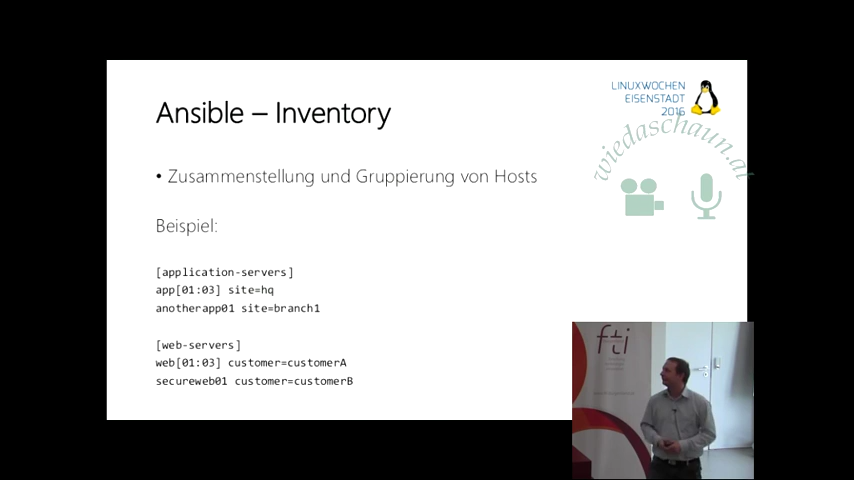 LINUXWOCHEN
EISENSTADT
2016
wiedaschaun.at
Ansible – Inventory
• Zusammenstellung und Gruppierung von Hosts
Beispiel:
[application-servers]
app[01:03] site=hq
anotherapp01 site=branch1
[web-servers]
web[01:03] customer=customerA
secureweb01 customer=customerB
fti